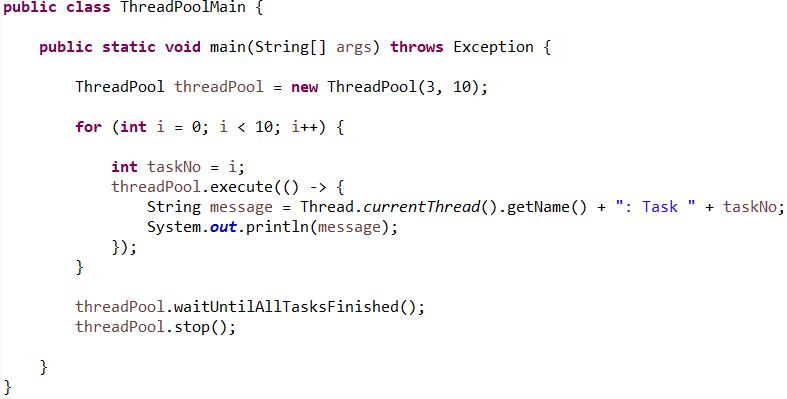 public class ThreadPoolMain {
public static void main(String[] args) throws Exception {
ThreadPool threadPool = new ThreadPool(3, 10);
for (int i = 0; i < 10; i++) {
int taskNo = i;
threadPool.execute(() -> {
String message = Thread.currentThread().getName() + ": Task " + taskNo;
System.out.println(message);
});
}
threadPool.waitUntilAllTasksFinished();
threadPool.stop();
}
}